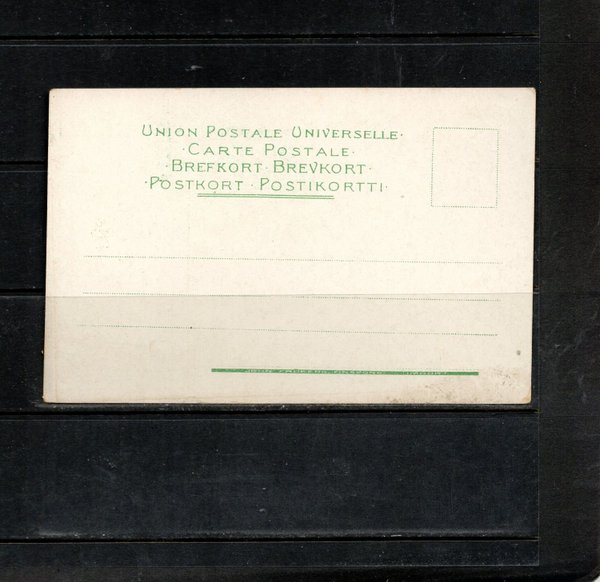 UNION POSTALE UNIVERSELLE·
·CARTE POSTALE·
·BREFKORT·BREVKORT·
·POSTKORT·POSTIKORTTI·